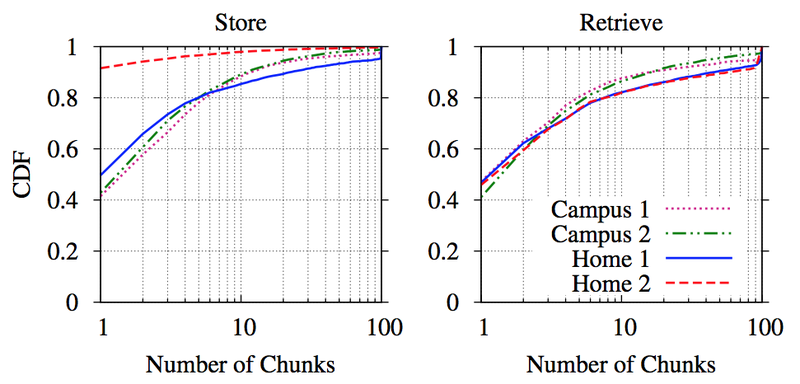 Store
Retrieve
CDF
1
0.8
0.6
0.4
0.2
0
1
10
100
Number of Chunks
1
0.8
0.6
0.4
0.2
0
1
10
100
Number of Chunks
Campus 1
Campus 2
Home 1
Home 2